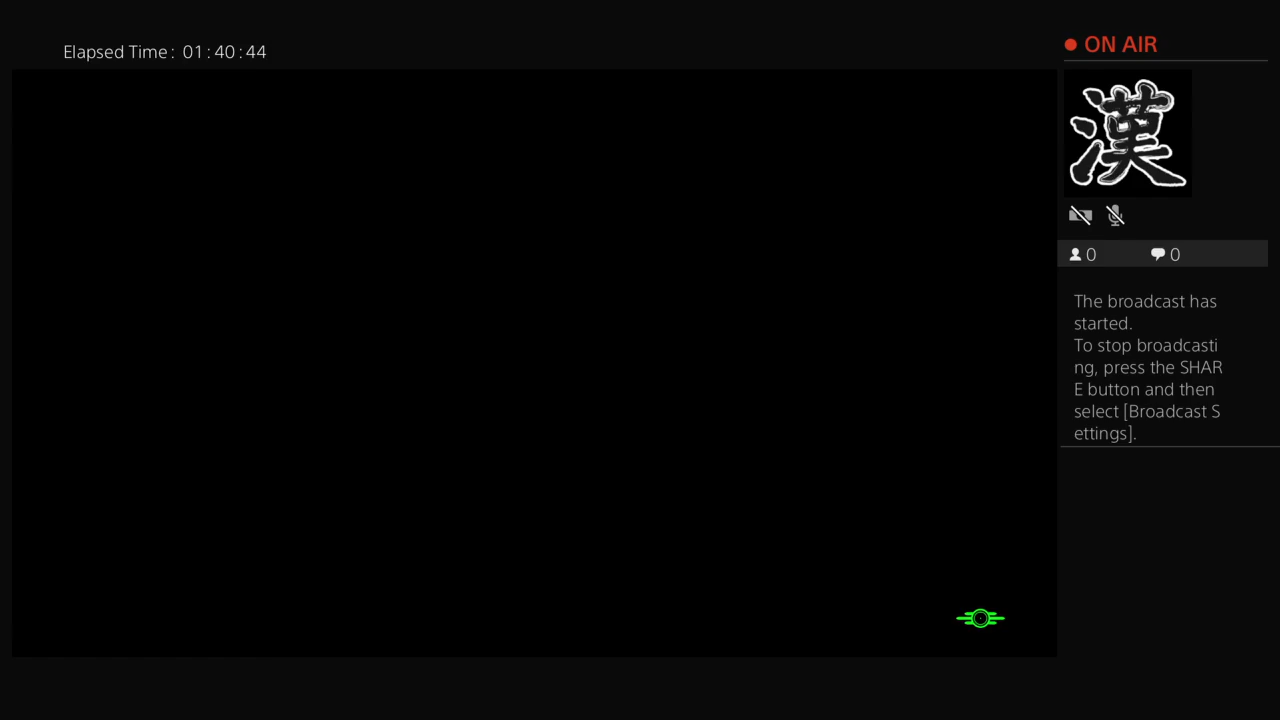 Elapsed Time: 01:40:44
ON AIR
漢
0 0
The broadcast has
started.
To stop broadcasti
ng, press the SHAR
E button and then
select [Broadcast S
ettings].